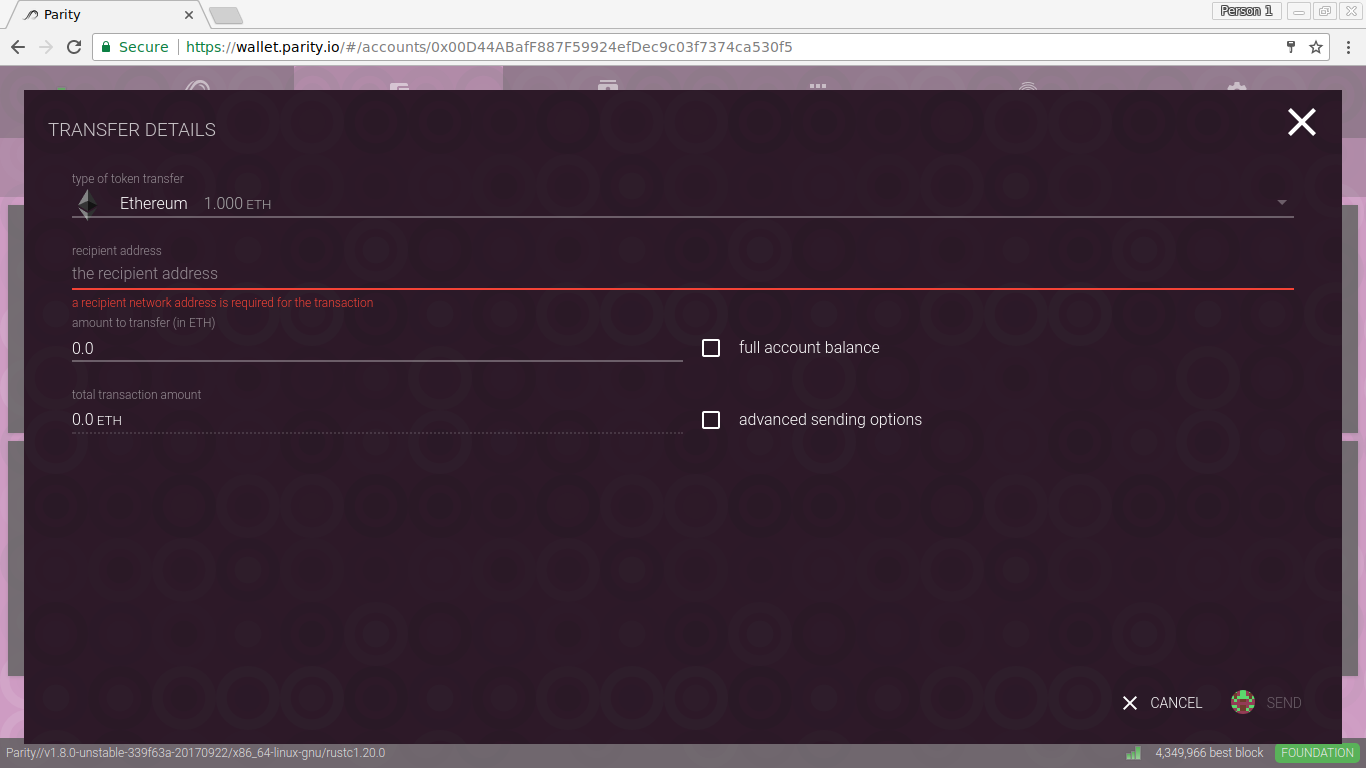 Parity
Person 1
Secure
https://wallet.parity.io/#/accounts/0x00D44ABafF887F59924efDec9c03f7374ca530f5
TRANSFER DETAILS
type of token transfer
Ethereum 1.000 ETH
recipient address
the recipient address
a recipient network address is required for the transaction
amount to transfer (in ETH)
0.0
full account balance
total transaction amount
0.0 ETH
advanced sending options
CANCEL
SEND
Parity//v1.8.0-unstable-339f63a-20170922/x86_64-linux-gnu/rustc1.20.0
4,349,966 best block
FOUNDATION